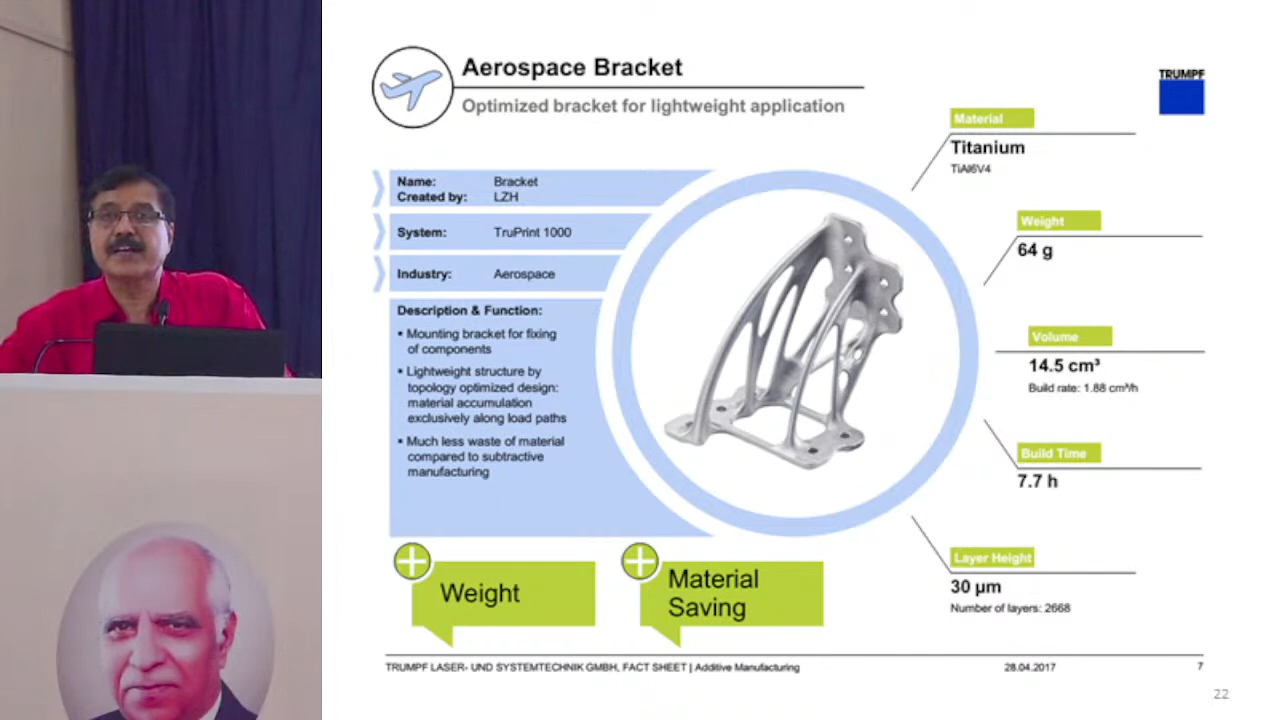 Aerospace Bracket
Optimized bracket for lightweight application
TRUMPF
Name: Bracket
Created by: LZH
System: TruPrint 1000
Industry: Aerospace
Description & Function:
▪ Mounting bracket for fixing
of components
▪ Lightweight structure by
topology optimized design:
material accumulation
exclusively along load paths
▪ Much less waste of material
compared to subtractive
manufacturing
Material
Titanium
TiAl6V4
Weight
64 g
Volume
14.5 cm³
Build rate: 1.88 cm³/h
Build Time
7.7 h
Layer Height
30 µm
Number of layers: 2668
Weight
Material
Saving
TRUMPF LASER- UND SYSTEMTECHNIK GMBH, FACT SHEET | Additive Manufacturing 28.04.2017 7
22